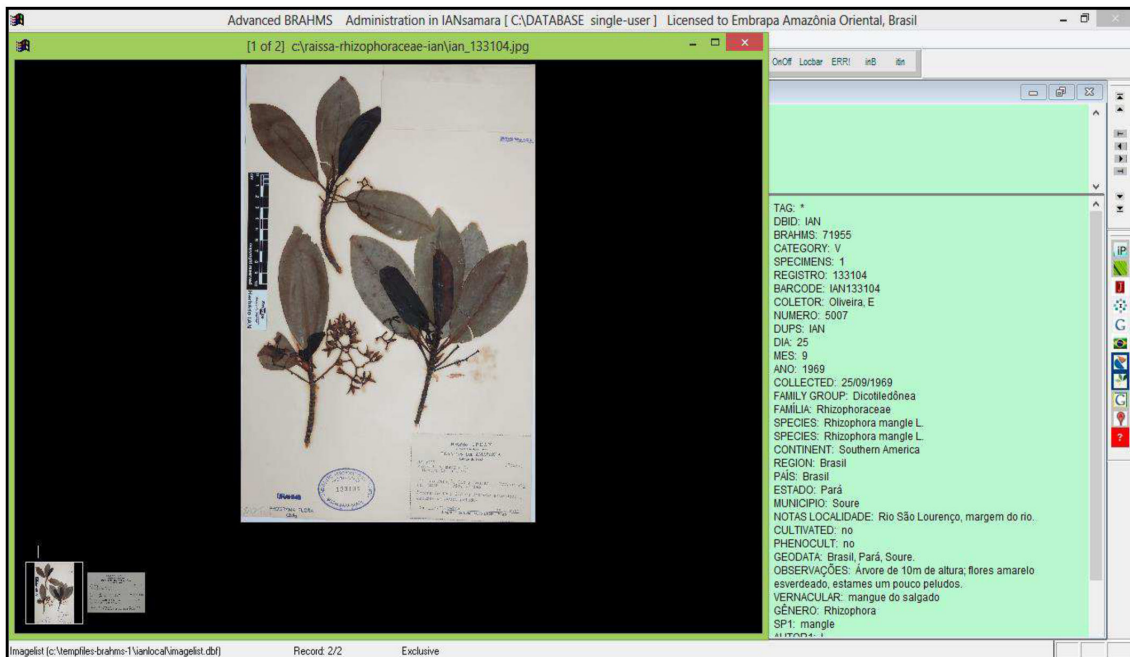 Advanced BRAHMS Administration in IANsamara [ C:\DATABASE single-user ] Licensed to Embrapa Amazônia Oriental, Brasil
[1 of 2] c:\raissa-rhizophoraceae-ian\ian_133104.jpg
OnOff Locbar ERR! inB itin
TAG: *
DBID: IAN
BRAHMS: 71955
CATEGORY: V
SPECIMENS: 1
REGISTRO: 133104
BARCODE: IAN133104
COLETOR: Oliveira, E
NUMERO: 5007
DUPS: IAN
DIA: 25
MES: 9
ANO: 1969
COLLECTED: 25/09/1969
FAMILY GROUP: Dicotiledônea
FAMÍLIA: Rhizophoraceae
SPECIES: Rhizophora mangle L.
SPECIES: Rhizophora mangle L.
CONTINENT: Southern America
REGION: Brasil
PAÍS: Brasil
ESTADO: Pará
MUNICIPIO: Soure
NOTAS LOCALIDADE: Rio São Lourenço, margem do rio.
CULTIVATED: no
PHENOCULT: no
GEODATA: Brasil, Pará, Soure.
OBSERVAÇÕES: Árvore de 10m de altura; flores amarelo
esverdeado, estames um pouco peludos.
VERNACULAR: mangue do salgado
GÊNERO: Rhizophora
SP1: mangle
AUTOR1: L.
iP
J
G
G
?
133104
Imagelist (c:\tempfiles-brahms-1\ianlocal\imagelist.dbf) Record: 2/2 Exclusive